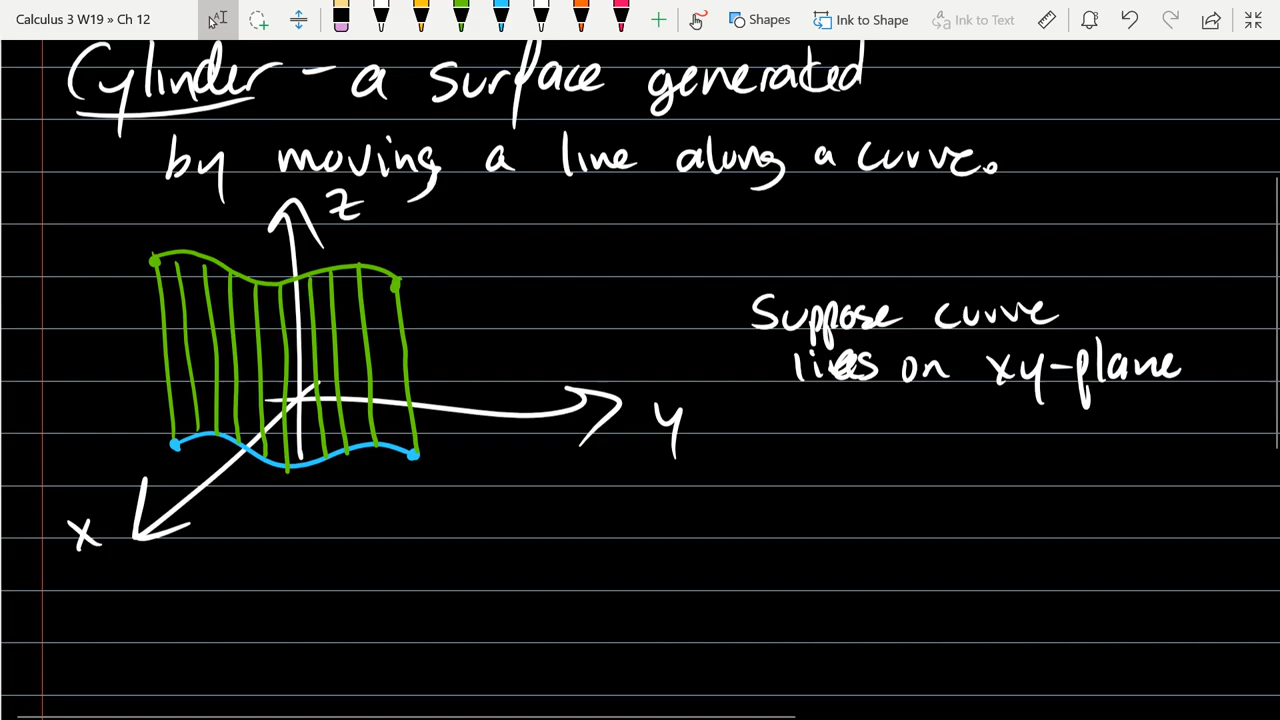 Calculus 3 W19 » Ch 12
Shapes
Ink to Shape
Ink to Text
Cylinder - a surface generated
by moving a line along a curve.
z
Suppose curve
lies on xy-plane
y
x